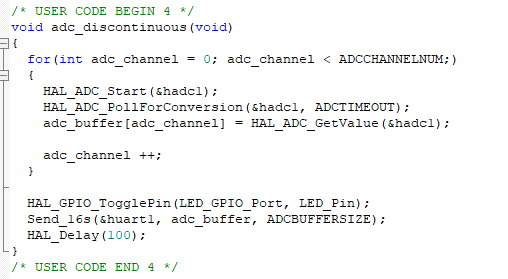 /* USER CODE BEGIN 4 */
void adc_discontinuous(void)
{
for(int adc_channel = 0; adc_channel < ADCCHANNELNUM;)
{
HAL_ADC_Start(&hadc1);
HAL_ADC_PollForConversion(&hadc1, ADCTIMEOUT);
adc_buffer[adc_channel] = HAL_ADC_GetValue(&hadc1);
adc_channel ++;
}
HAL_GPIO_TogglePin(LED_GPIO_Port, LED_Pin);
Send_16s(&huart1, adc_buffer, ADCBUFFERSIZE);
HAL_Delay(100);
}
/* USER CODE END 4 */